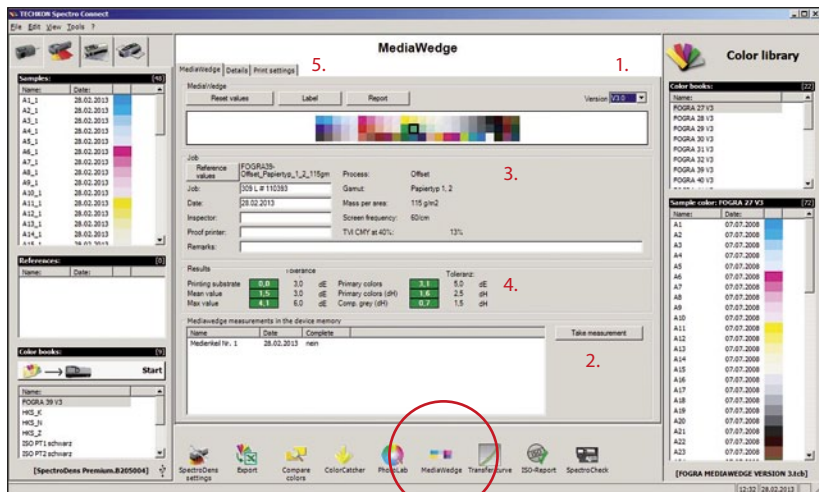 TECHKON Spectro Connect
File Edit View Tools ?
MediaWedge
Color library
MediaWedge Details Print settings
5.
1.
Samples: [48]
Name: Date:
A1_1 28.02.2013
A2_1 28.02.2013
A3_1 28.02.2013
A4_1 28.02.2013
A5_1 28.02.2013
A6_1 28.02.2013
A7_1 28.02.2013
A8_1 28.02.2013
A9_1 28.02.2013
A10_1 28.02.2013
A11_1 28.02.2013
A12_1 28.02.2013
A13_1 28.02.2013
A14_1 28.02.2013
A15_1 28.02.2013
References: [0]
Name: Date:
Color books: [9]
Start
Name:
FOGRA 39 V3
HKS_K
HKS_N
HKS_Z
ISO PT1 schwarz
ISO PT2 schwarz
[SpectroDens Premium.B205004]
MediaWedge
Reset values Label Report Version V3.0
Job
Reference values
FOGRA39-
Offset_Papiertyp_1_2_115gm
Process: Offset
3.
Job: 309 L # 110393 Gamut: Papiertyp 1, 2
Date: 28.02.2013 Mass per area: 115 g/m2
Inspector: Screen frequency: 60/cm
Proof printer: TVI CMY at 40%: 13%
Remarks:
Results Tolerance Toleranz:
Printing substrate 0,0 3,0 dE Primary colors 3,1 5,0 dE
4.
Mean value 1,5 3,0 dE Primary colors (dH) 1,6 2,5 dH
Max value 4,1 6,0 dE Comp. grey (dH) 0,7 1,5 dH
Mediawedge measurements in the device memory
Name Date Complete
Medienkeil Nr. 1 28.02.2013 nein
Take measurement
2.
SpectroDens settings
Export
Compare colors
ColorCatcher
PhotoLab
MediaWedge
Transfercurve
ISO-Report
SpectroCheck
Color books: [22]
Name:
FOGRA 27 V3
FOGRA 28 V3
FOGRA 29 V3
FOGRA 30 V3
FOGRA 31 V3
FOGRA 32 V3
FOGRA 39 V3
FOGRA 40 V3
Sample color: FOGRA 27 V3 [72]
Name: Date:
A1 07.07.2008
A2 07.07.2008
A3 07.07.2008
A4 07.07.2008
A5 07.07.2008
A6 07.07.2008
A7 07.07.2008
A8 07.07.2008
A9 07.07.2008
A10 07.07.2008
A11 07.07.2008
A12 07.07.2008
A13 07.07.2008
A14 07.07.2008
A15 07.07.2008
A16 07.07.2008
A17 07.07.2008
A18 07.07.2008
A19 07.07.2008
A20 07.07.2008
A21 07.07.2008
A22 07.07.2008
A23 07.07.2008
[FOGRA MEDIAWEDGE VERSION 3.tcb]
12:32 28.02.2013